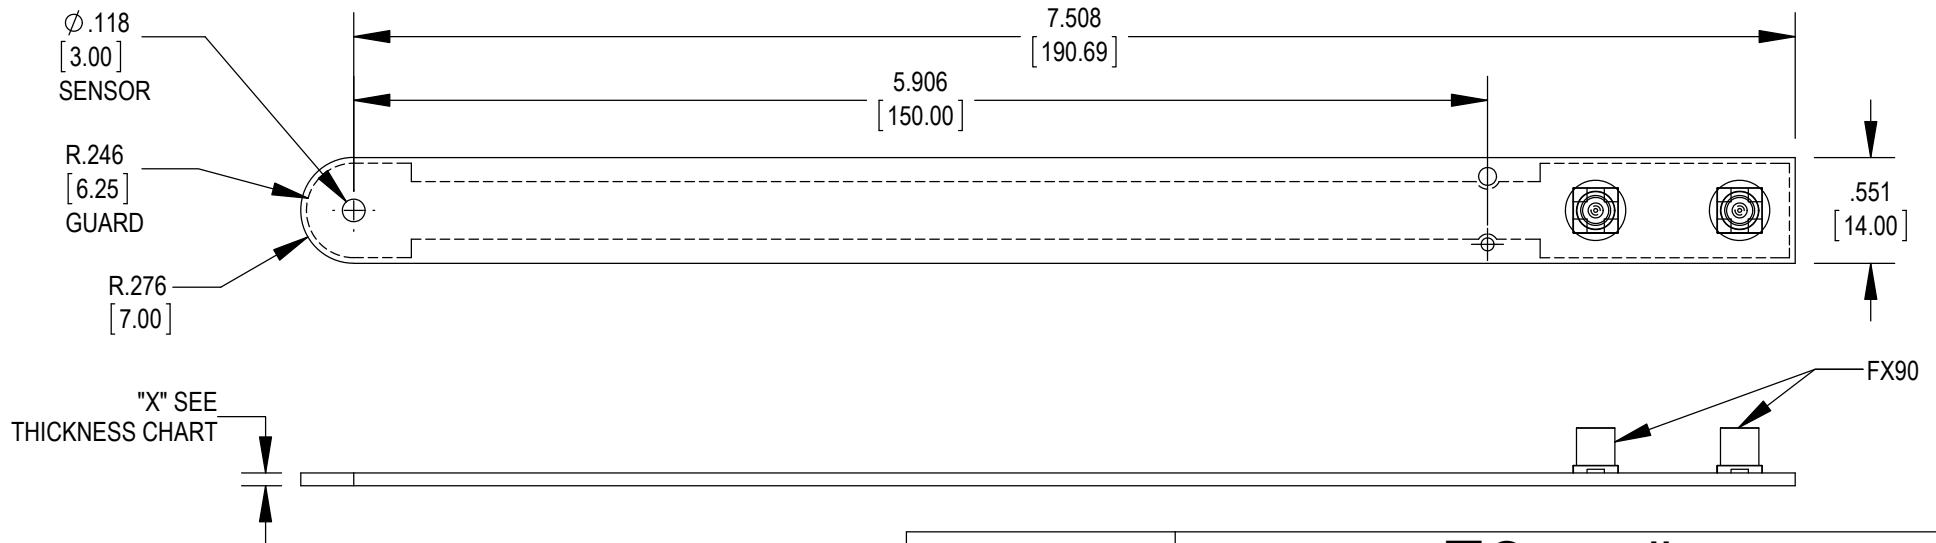 ⌀.118
[3.00]
SENSOR
7.508
[190.69]
5.906
[150.00]
R.246
[6.25]
GUARD
.551
[14.00]
R.276
[7.00]
"X" SEE
THICKNESS CHART
FX90